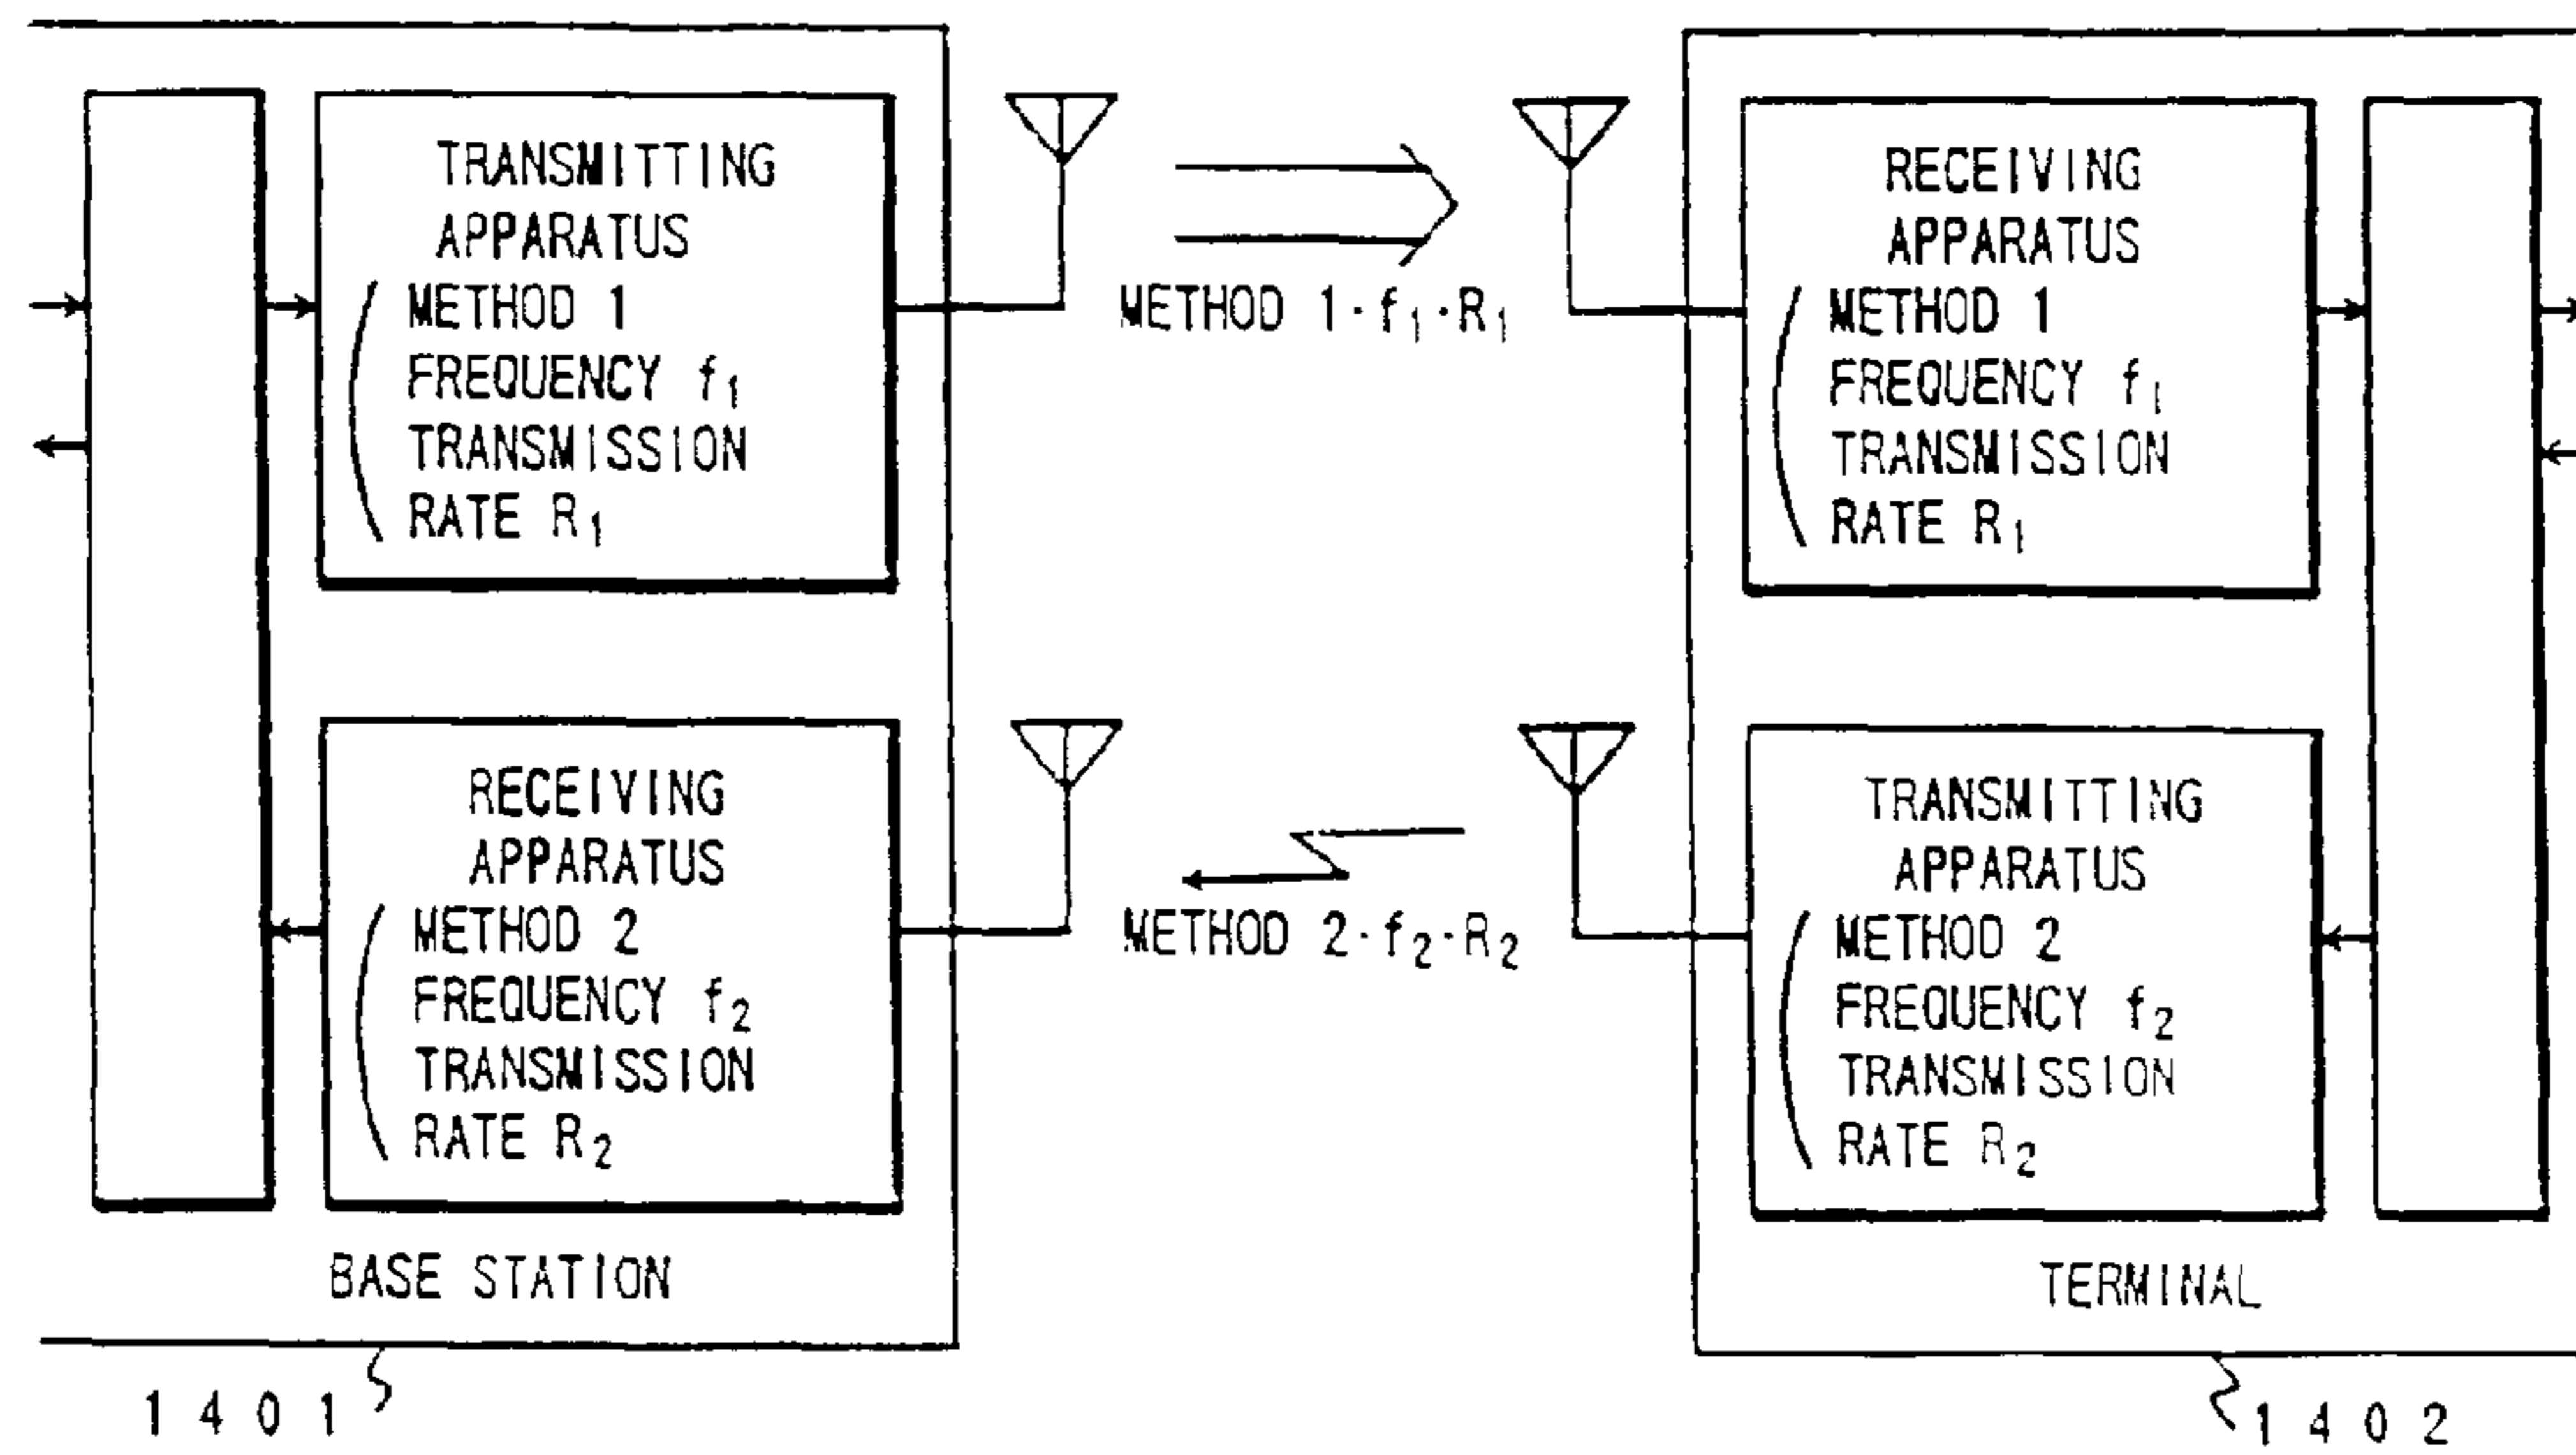 TRANSMITTING
APPARATUS
( METHOD 1
FREQUENCY f₁
TRANSMISSION
RATE R₁
METHOD 1·f₁·R₁
RECEIVING
APPARATUS
( METHOD 1
FREQUENCY f₁
TRANSMISSION
RATE R₁
RECEIVING
APPARATUS
( METHOD 2
FREQUENCY f₂
TRANSMISSION
RATE R₂
METHOD 2·f₂·R₂
TRANSMITTING
APPARATUS
( METHOD 2
FREQUENCY f₂
TRANSMISSION
RATE R₂
BASE STATION
TERMINAL
1401
1402